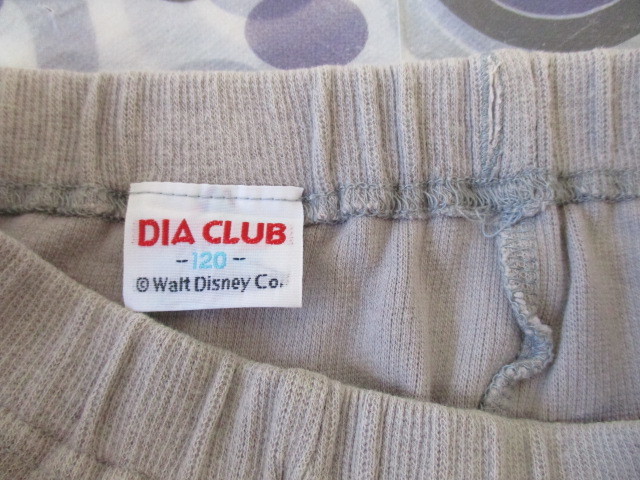 DIA CLUB
-120-
© Walt Disney Co.